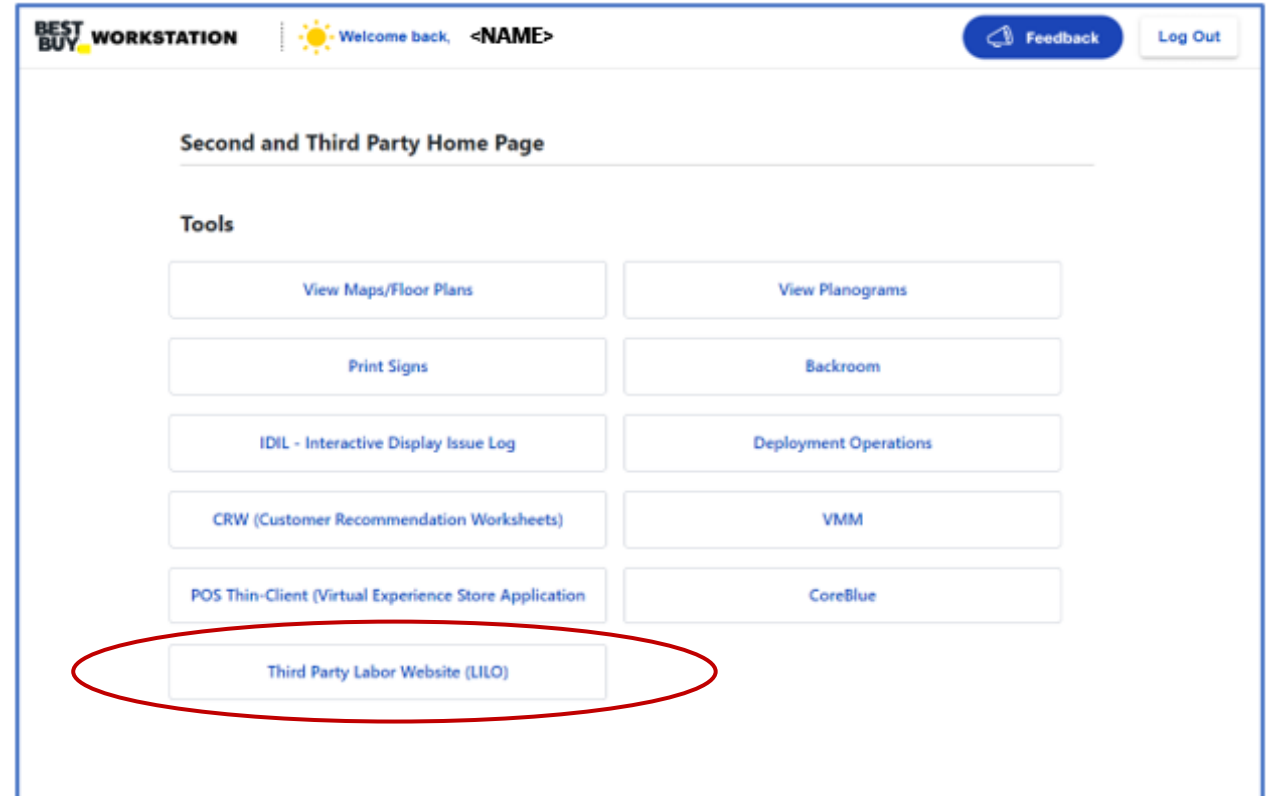 BEST BUY WORKSTATION Welcome back, <NAME> Feedback Log Out
Second and Third Party Home Page
Tools
View Maps/Floor Plans
View Planograms
Print Signs
Backroom
IDIL - Interactive Display Issue Log
Deployment Operations
CRW (Customer Recommendation Worksheets)
VMM
POS Thin-Client (Virtual Experience Store Application
CoreBlue
Third Party Labor Website (LILO)